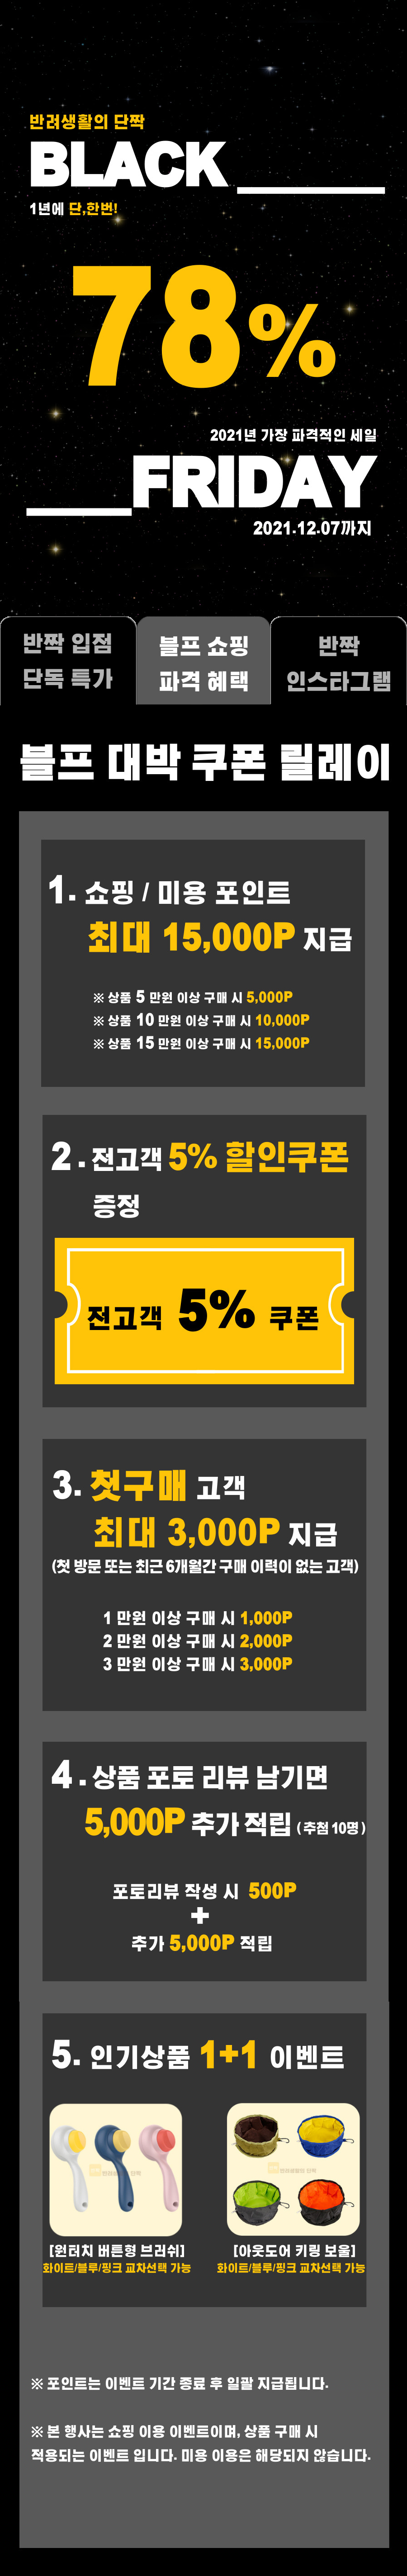 반려생활의 단짝
BLACK
1년에 단,한번!
78%
2021년 가장 파격적인 세일
FRIDAY
2021.12.07까지
반짝 입점
단독 특가
블프 쇼핑
파격 혜택
반짝
인스타그램
블프 대박 쿠폰 릴레이
1. 쇼핑 / 미용 포인트
최대 15,000P 지급
※ 상품 5 만원 이상 구매 시 5,000P
※ 상품 10 만원 이상 구매 시 10,000P
※ 상품 15 만원 이상 구매 시 15,000P
2. 전고객 5% 할인쿠폰
증정
전고객 5% 쿠폰
3. 첫구매 고객
최대 3,000P 지급
(첫 방문 또는 최근 6개월간 구매 이력이 없는 고객)
1 만원 이상 구매 시 1,000P
2 만원 이상 구매 시 2,000P
3 만원 이상 구매 시 3,000P
4. 상품 포토 리뷰 남기면
5,000P 추가 적립 (추첨 10명)
포토리뷰 작성 시 500P
+
추가 5,000P 적립
5. 인기상품 1+1 이벤트
반려생활의 단짝
반려생활의 단짝
[원터치 버튼형 브러쉬]
화이트/블루/핑크 교차선택 가능
[아웃도어 키링 보울]
화이트/블루/핑크 교차선택 가능
※ 포인트는 이벤트 기간 종료 후 일괄 지급됩니다.
※ 본 행사는 쇼핑 이용 이벤트이며, 상품 구매 시
적용되는 이벤트 입니다. 미용 이용은 해당되지 않습니다.